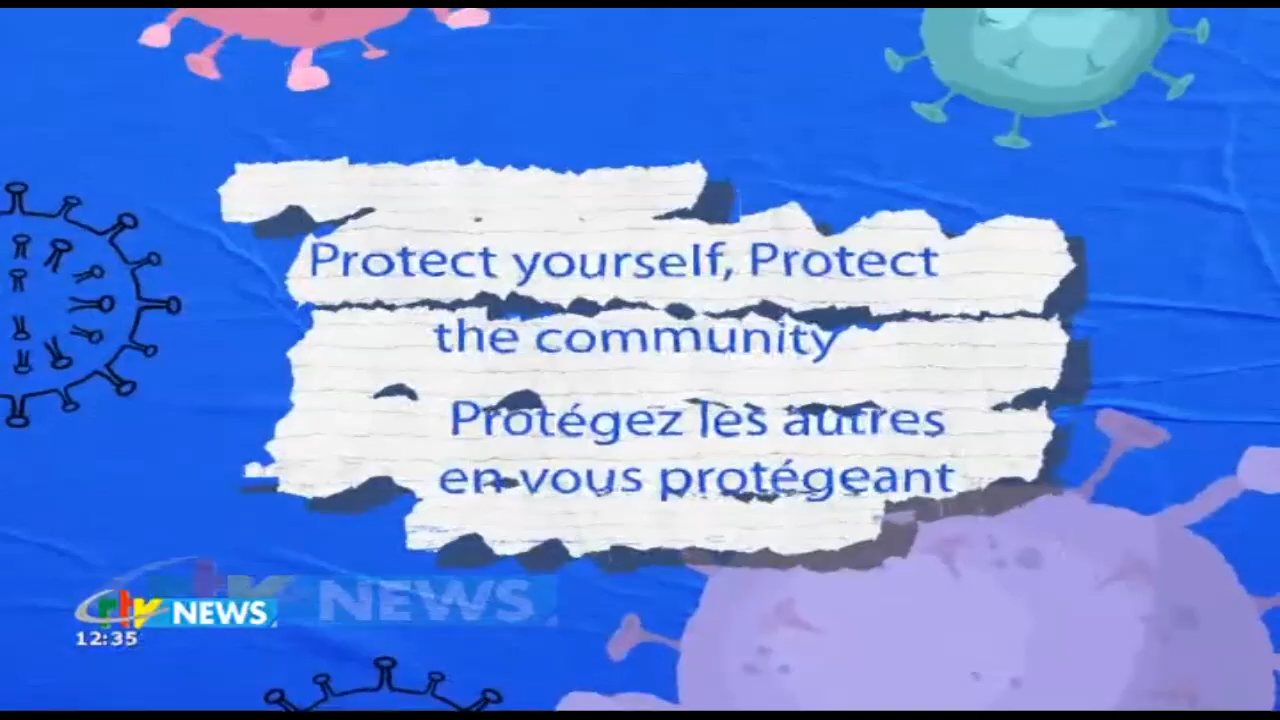 Protect yourself, Protect
the community
Protégez les autres
en vous protégeant
NEWS
NEWS
12:35